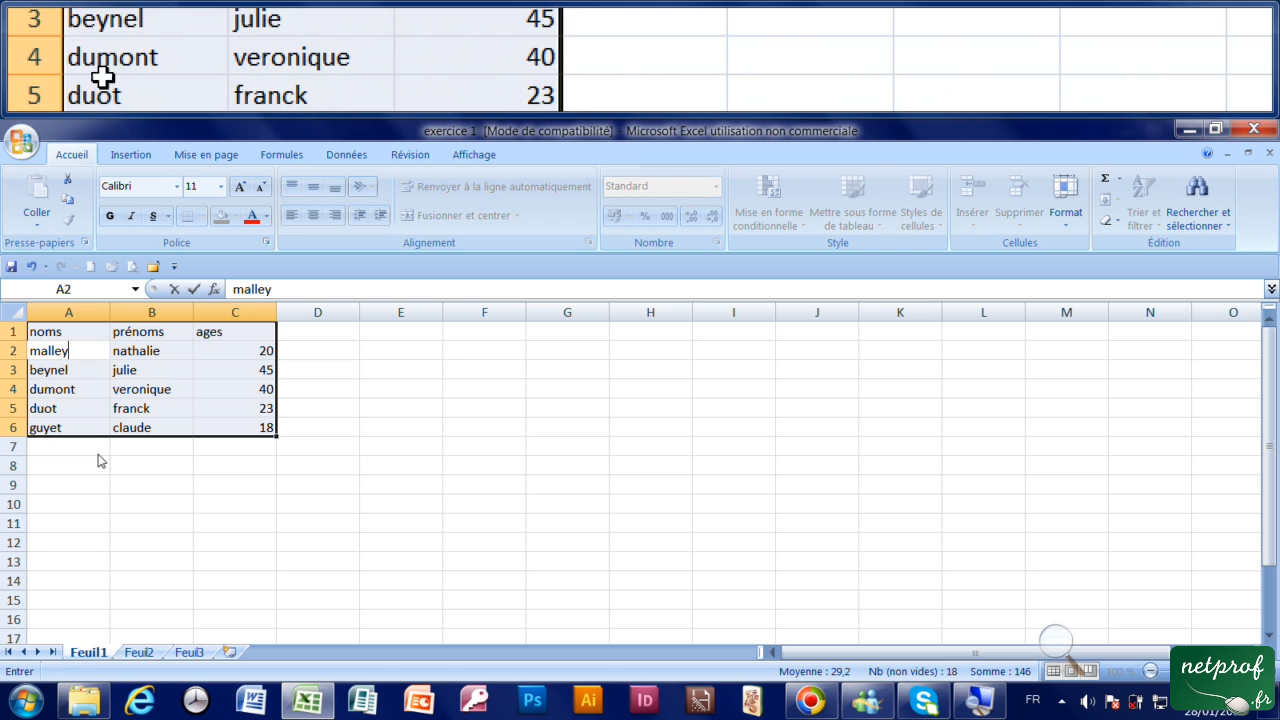 3 beynel julie 45
4 dumont veronique 40
5 duot franck 23
exercice 1 [Mode de compatibilité] - Microsoft Excel utilisation non commerciale
Accueil Insertion Mise en page Formules Données Révision Affichage
Coller
Presse-papiers
Calibri 11
G I S
Police
Renvoyer à la ligne automatiquement
Fusionner et centrer
Alignement
Standard
% 000
Nombre
Mise en forme conditionnelle
Mettre sous forme de tableau
Styles de cellules
Style
Insérer Supprimer Format
Cellules
Trier et filtrer
Rechercher et sélectionner
Édition
A2 fx malley
A B C D E F G H I J K L M N O
1 noms prénoms ages
2 malley nathalie 20
3 beynel julie 45
4 dumont veronique 40
5 duot franck 23
6 guyet claude 18
7
8
9
10
11
12
13
14
15
16
17
Feuil1 Feuil2 Feuil3
Entrer Moyenne : 29,2 Nb (non vides) : 18 Somme : 146 100 %
Ps Ai ID FR
netprof
.fr